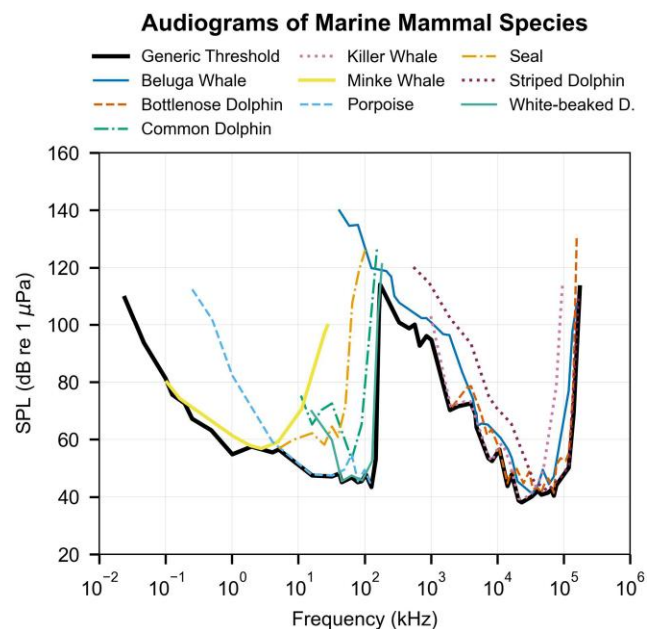 Audiograms of Marine Mammal Species
Generic Threshold
Beluga Whale
Bottlenose Dolphin
Common Dolphin
Killer Whale
Minke Whale
Porpoise
Seal
Striped Dolphin
White-beaked D.
SPL (dB re 1 μPa)
160
140
120
100
80
60
40
20
10⁻²
10⁻¹
10⁰
10¹
10²
10³
10⁴
10⁵
10⁶
Frequency (kHz)